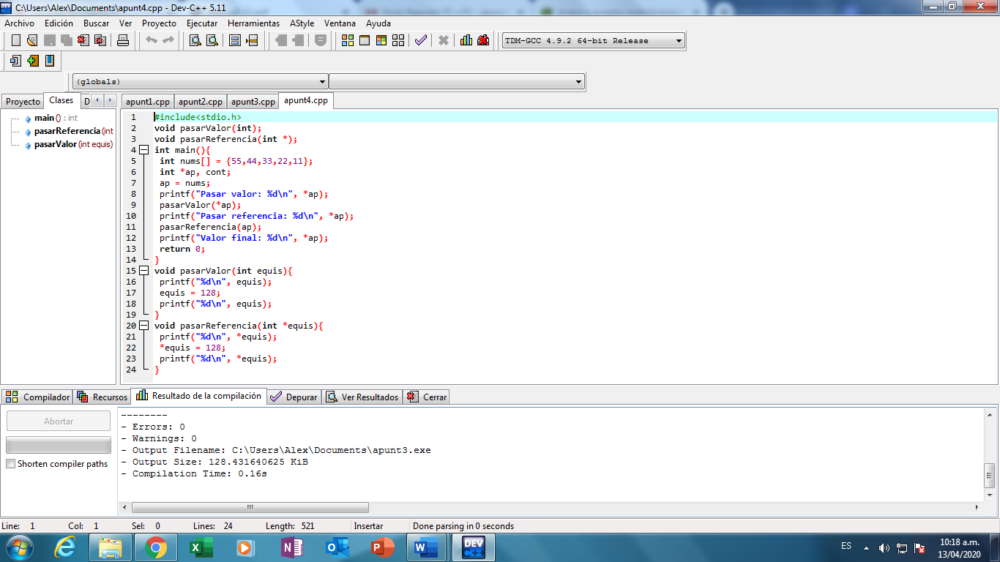 C:\Users\Alex\Documents\apunt4.cpp - Dev-C++ 5.11
Archivo Edición Buscar Ver Proyecto Ejecutar Herramientas AStyle Ventana Ayuda
TDM-GCC 4.9.2 64-bit Release
(globals)
Proyecto Clases D
apunt1.cpp apunt2.cpp apunt3.cpp apunt4.cpp
main () : int
pasarReferencia (int
pasarValor (int equis)
1 #include<stdio.h>
2 void pasarValor(int);
3 void pasarReferencia(int *);
4 int main(){
5 int nums[] = {55,44,33,22,11};
6 int *ap, cont;
7 ap = nums;
8 printf("Pasar valor: %d\n", *ap);
9 pasarValor(*ap);
10 printf("Pasar referencia: %d\n", *ap);
11 pasarReferencia(ap);
12 printf("Valor final: %d\n", *ap);
13 return 0;
14 }
15 void pasarValor(int equis){
16 printf("%d\n", equis);
17 equis = 128;
18 printf("%d\n", equis);
19 }
20 void pasarReferencia(int *equis){
21 printf("%d\n", *equis);
22 *equis = 128;
23 printf("%d\n", *equis);
24 }
Compilador Recursos Resultado de la compilación Depurar Ver Resultados Cerrar
Abortar
Shorten compiler paths
--------
- Errors: 0
- Warnings: 0
- Output Filename: C:\Users\Alex\Documents\apunt3.exe
- Output Size: 128.431640625 KiB
- Compilation Time: 0.16s
Line: 1 Col: 1 Sel: 0 Lines: 24 Length: 521 Insertar Done parsing in 0 seconds
DEV C++
ES
10:18 a.m.
13/04/2020